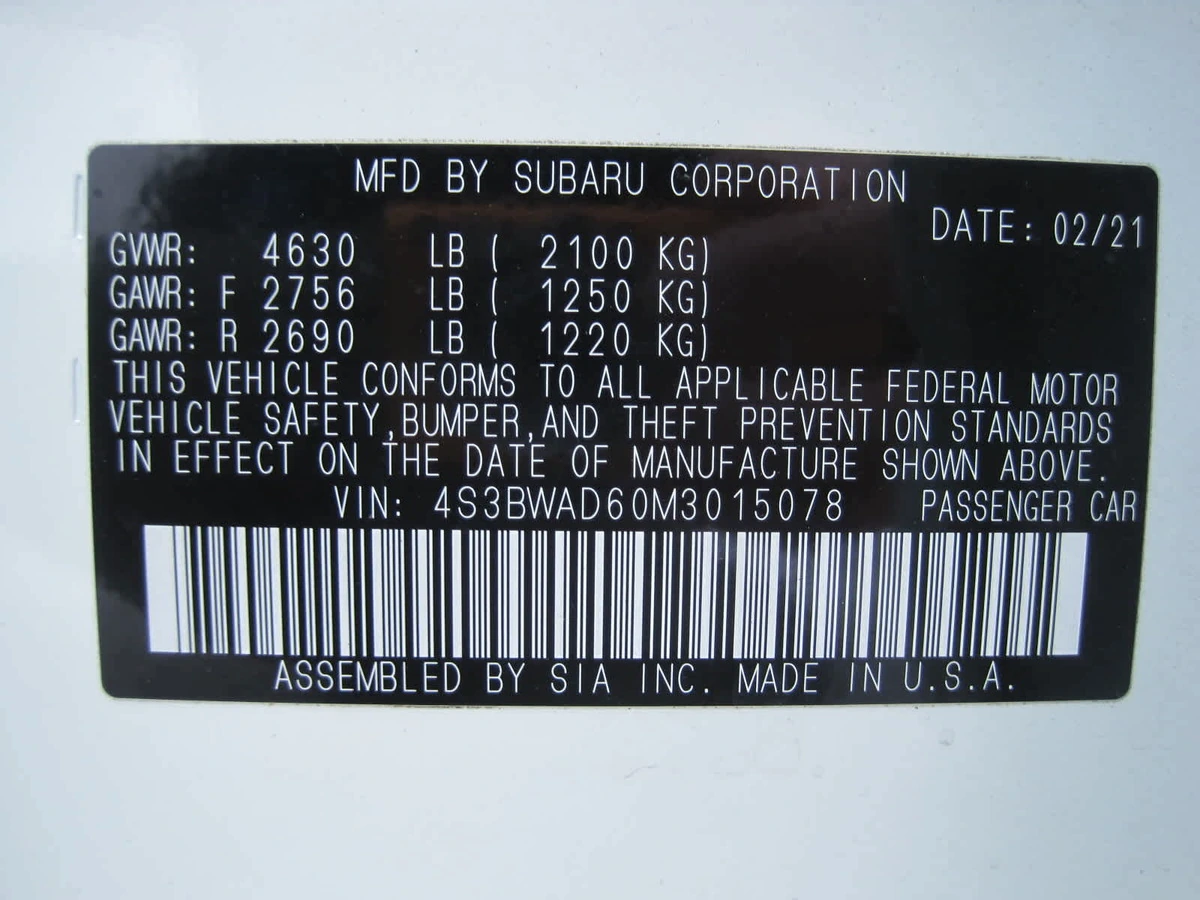 MFD BY SUBARU CORPORATION
DATE: 02/21
GVWR: 4630 LB ( 2100 KG)
GAWR: F 2756 LB ( 1250 KG)
GAWR: R 2690 LB ( 1220 KG)
THIS VEHICLE CONFORMS TO ALL APPLICABLE FEDERAL MOTOR
VEHICLE SAFETY,BUMPER,AND THEFT PREVENTION STANDARDS
IN EFFECT ON THE DATE OF MANUFACTURE SHOWN ABOVE.
VIN: 4S3BWAD60M3015078 PASSENGER CAR
ASSEMBLED BY SIA INC. MADE IN U.S.A.